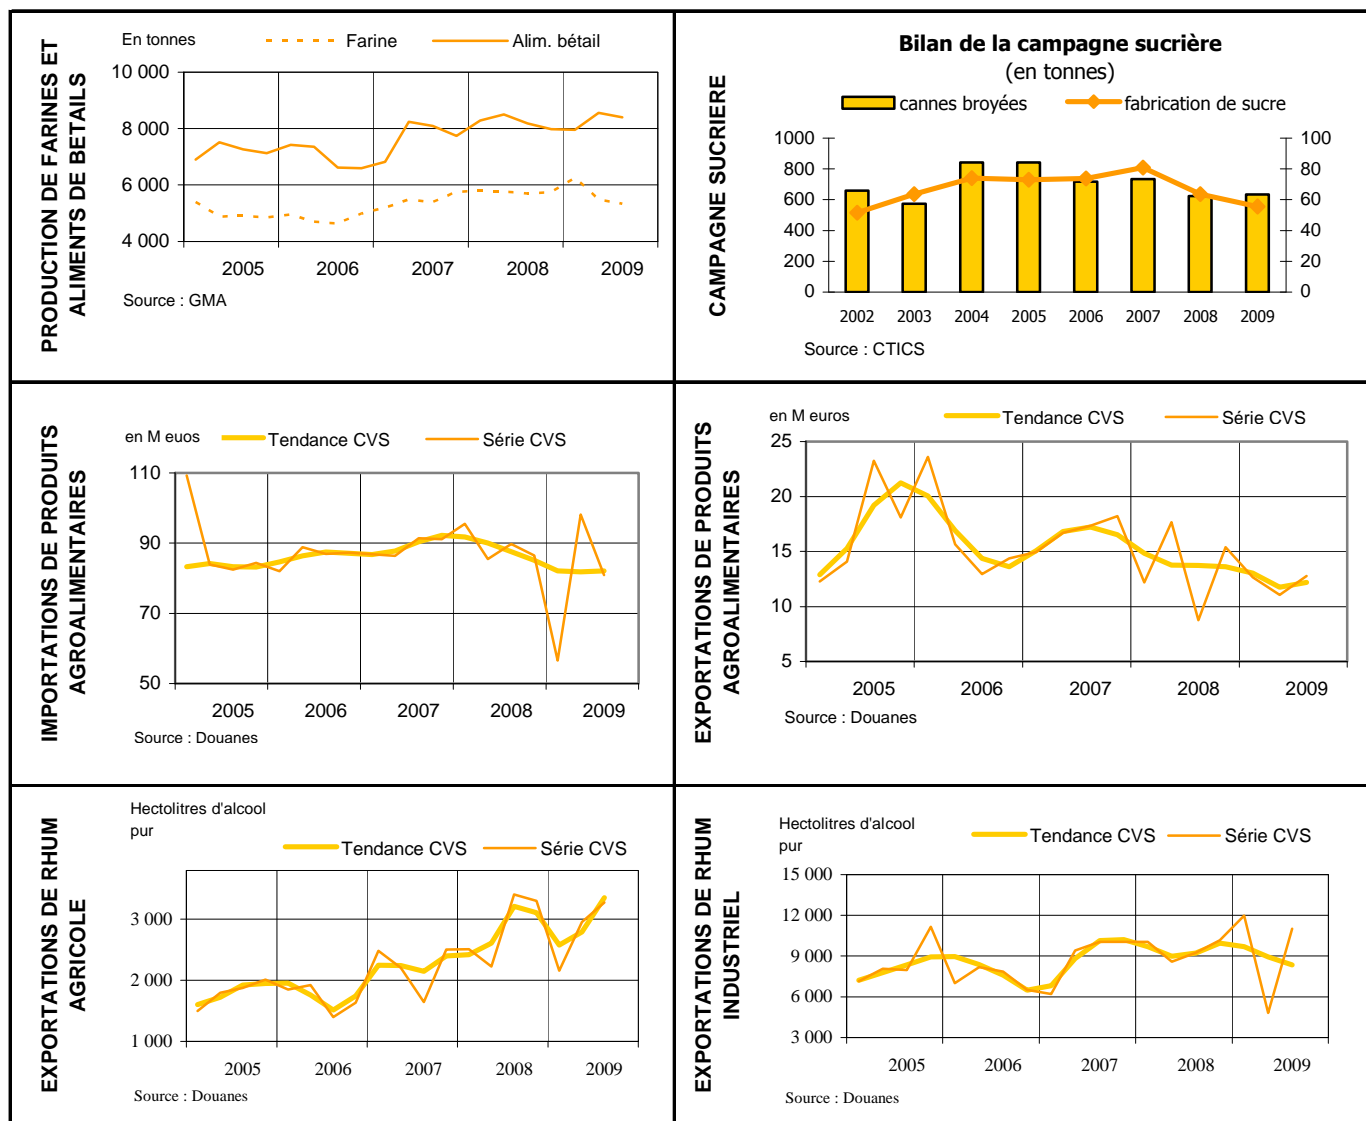 PRODUCTION DE FARINES ET
ALIMENTS DE BETAILS
En tonnes
Farine
Alim. bétail
10 000
8 000
6 000
4 000
2005 2006 2007 2008 2009
Source : GMA
CAMPAGNE SUCRIERE
Bilan de la campagne sucrière
(en tonnes)
cannes broyées
fabrication de sucre
1000 100
800 80
600 60
400 40
200 20
0 0
2002 2003 2004 2005 2006 2007 2008 2009
Source : CTICS
IMPORTATIONS DE PRODUITS
AGROALIMENTAIRES
en M euos
Tendance CVS
Série CVS
110
90
70
50
2005 2006 2007 2008 2009
Source : Douanes
EXPORTATIONS DE PRODUITS
AGROALIMENTAIRES
en M euros
Tendance CVS
Série CVS
25
20
15
10
5
2005 2006 2007 2008 2009
Source : Douanes
EXPORTATIONS DE RHUM
AGRICOLE
Hectolitres d'alcool
pur
Tendance CVS
Série CVS
3 000
2 000
1 000
2005 2006 2007 2008 2009
Source : Douanes
EXPORTATIONS DE RHUM
INDUSTRIEL
Hectolitres d'alcool
pur
Tendance CVS
Série CVS
15 000
12 000
9 000
6 000
3 000
2005 2006 2007 2008 2009
Source : Douanes